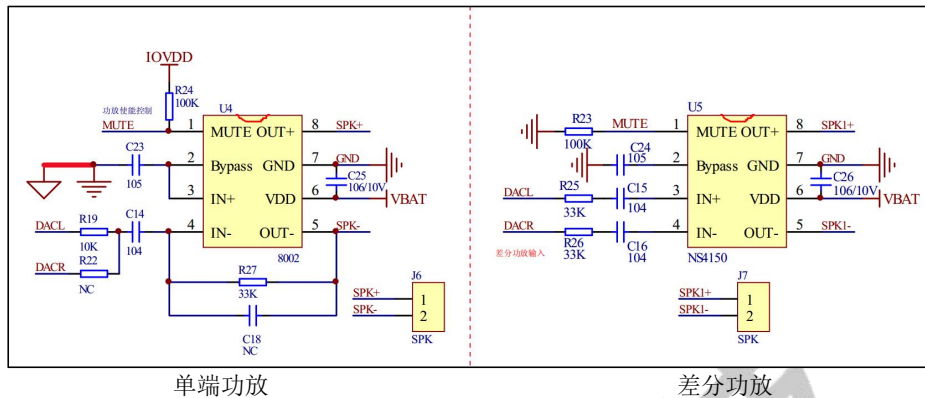 IOVDD
R24
100K
功放使能控制
MUTE
U4
1
MUTE
OUT+
8
SPK+
C23
105
2
Bypass
GND
7
GND
C25
106/10V
3
IN+
VDD
6
VBAT
DACL
R19
10K
C14
104
4
IN-
OUT-
5
SPK-
8002
DACR
R22
NC
R27
33K
C18
NC
J6
SPK+
1
SPK-
2
SPK
U5
R23
100K
MUTE
1
MUTE
OUT+
8
SPK1+
C24
105
2
Bypass
GND
7
GND
C26
106/10V
DACL
R25
33K
C15
104
3
IN+
VDD
6
VBAT
DACR
R26
33K
C16
104
4
IN-
OUT-
5
SPK1-
差分功放输入
NS4150
J7
SPK1+
1
SPK1-
2
SPK
单端功放
差分功放